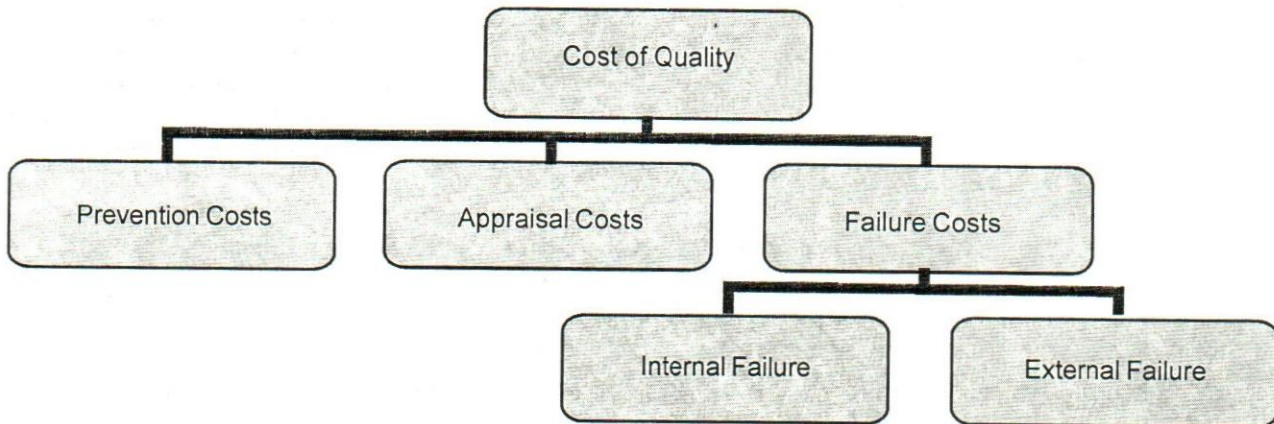 Cost of Quality
Prevention Costs
Appraisal Costs
Failure Costs
Internal Failure
External Failure